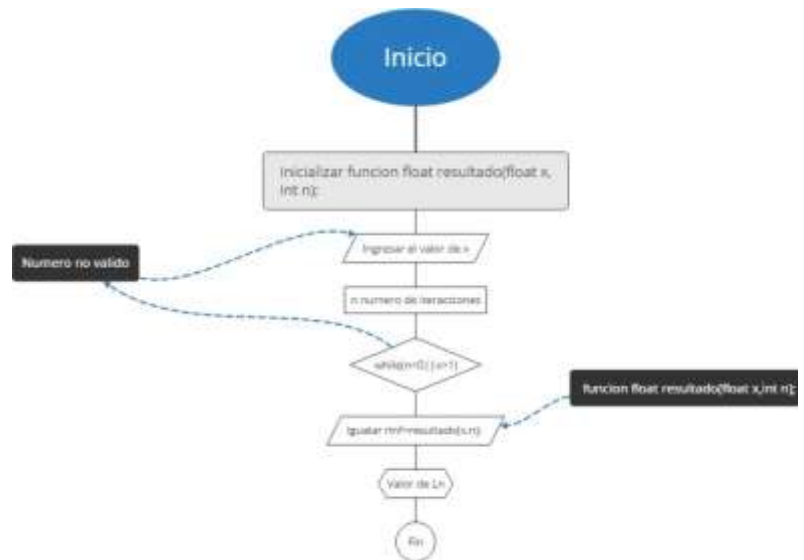 Inicio
Inicializar funcion float resultado(float x,
int n);
Ingresar el valor de
Numero no valido
n numero de iteracciones
funcion float resultado(float x,int n);
Igualar
Valor de Ln
Fin